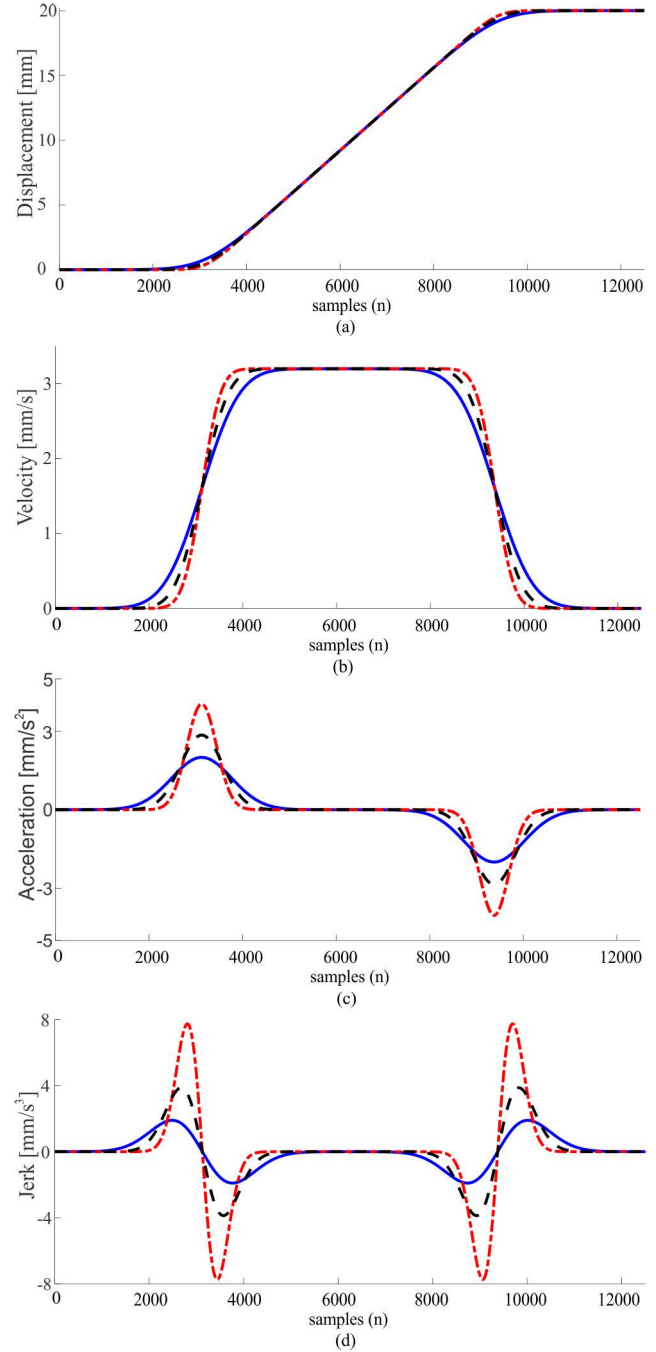 20
15
10
5
0
Displacement [mm]
0 2000 4000 6000 8000 10000 12000
samples (n)
(a)
3
2
1
0
Velocity [mm/s]
0 2000 4000 6000 8000 10000 12000
samples (n)
(b)
5
3
0
-3
-5
Acceleration [mm/s²]
0 2000 4000 6000 8000 10000 12000
samples (n)
(c)
8
4
0
-4
-8
Jerk [mm/s³]
0 2000 4000 6000 8000 10000 12000
samples (n)
(d)